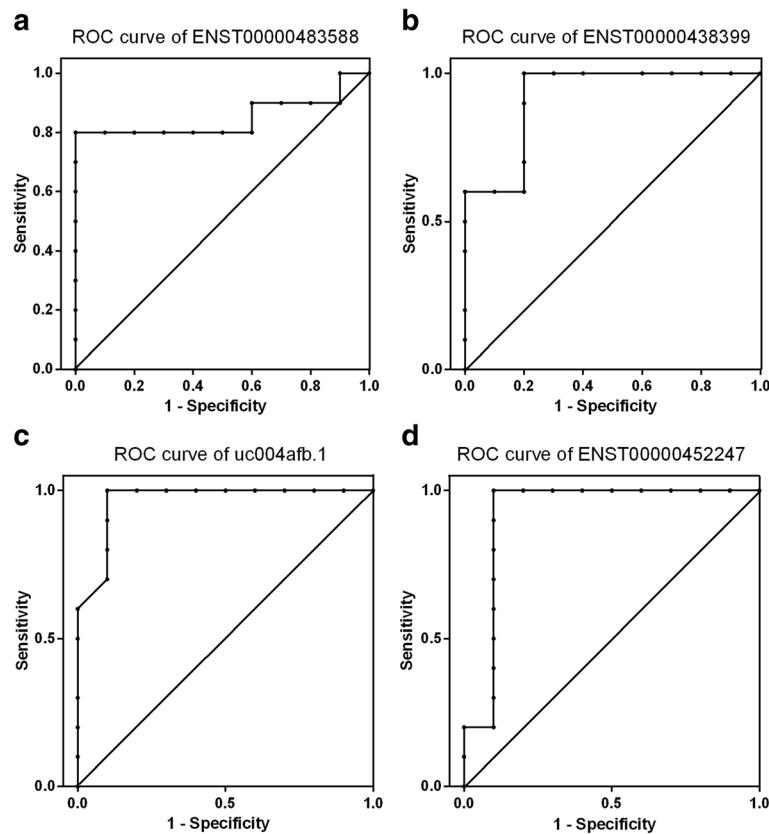 a
ROC curve of ENST00000483588
1.0
0.8
0.6
0.4
0.2
0.0
Sensitivity
0.0 0.2 0.4 0.6 0.8 1.0
1 - Specificity
b
ROC curve of ENST00000438399
1.0
0.5
0.0
Sensitivity
0.0 0.2 0.4 0.6 0.8 1.0
1 - Specificity
c
ROC curve of uc004afb.1
1.0
0.5
0.0
Sensitivity
0.0 0.5 1.0
1 - Specificity
d
ROC curve of ENST00000452247
1.0
0.5
0.0
Sensitivity
0.0 0.5 1.0
1 - Specificity